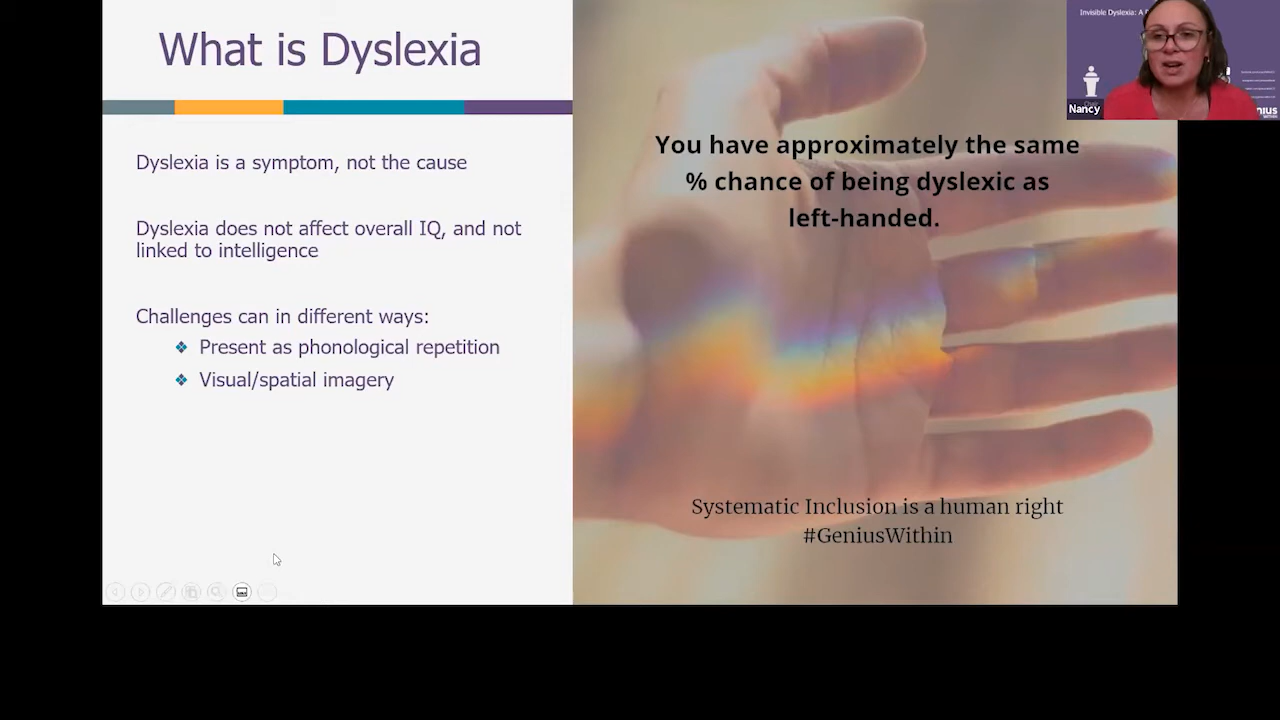 What is Dyslexia
Dyslexia is a symptom, not the cause
Dyslexia does not affect overall IQ, and not
linked to intelligence
Challenges can in different ways:
Present as phonological repetition
Visual/spatial imagery
You have approximately the same
% chance of being dyslexic as
left-handed.
Systematic Inclusion is a human right
#GeniusWithin
Invisible Dyslexia: A
Nancy